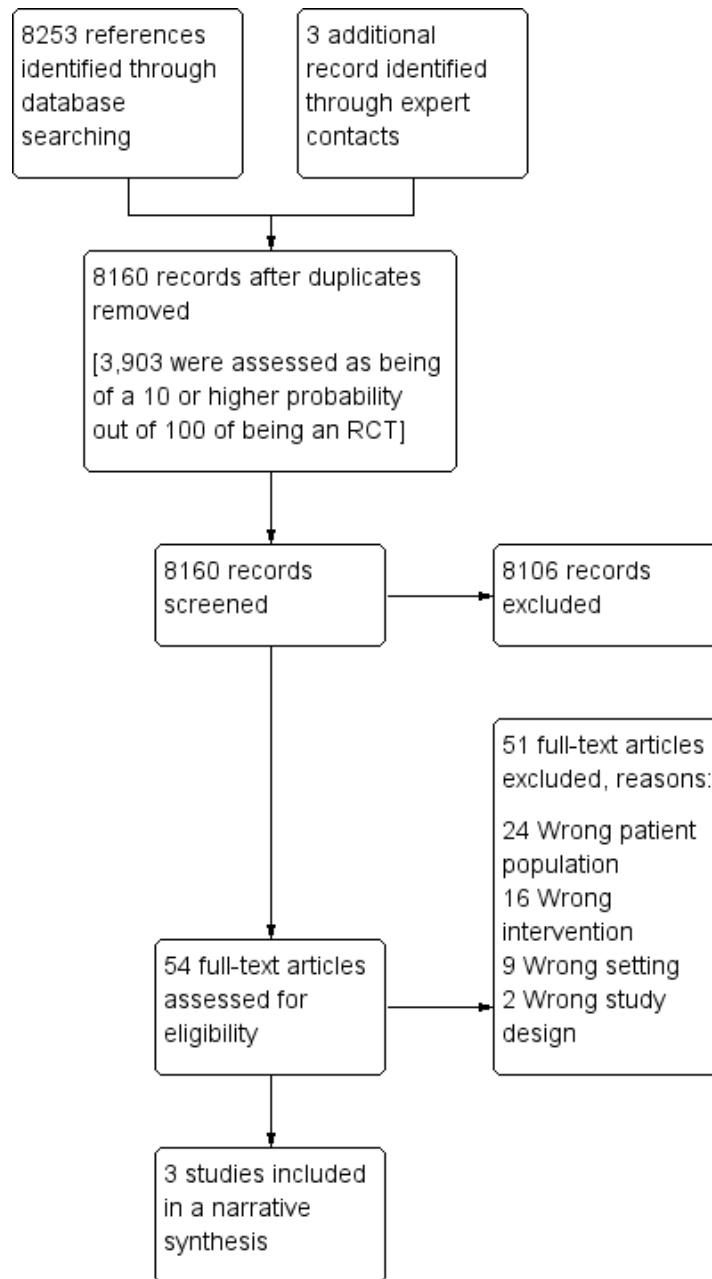 8253 references
identified through
database
searching
3 additional
record identified
through expert
contacts
8160 records after duplicates
removed
[3,903 were assessed as being
of a 10 or higher probability
out of 100 of being an RCT]
8160 records
screened
8106 records
excluded
51 full-text articles
excluded, reasons:
24 Wrong patient
population
16 Wrong
intervention
9 Wrong setting
2 Wrong study
design
54 full-text articles
assessed for
eligibility
3 studies included
in a narrative
synthesis